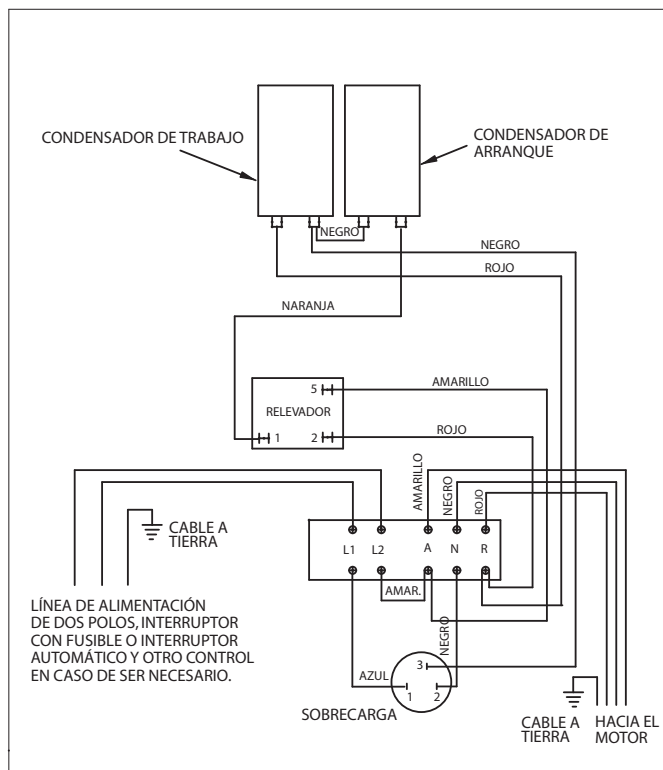 CONDENSADOR DE TRABAJO
CONDENSADOR DE
ARRANQUE
NEGRO
NEGRO
ROJO
NARANJA
5
AMARILLO
RELEVADOR
1
2
ROJO
AMARILLO
NEGRO
ROJO
CABLE A
TIERRA
L1
L2
A
N
R
AMAR.
LÍNEA DE ALIMENTACIÓN
DE DOS POLOS, INTERRUPTOR
CON FUSIBLE O INTERRUPTOR
AUTOMÁTICO Y OTRO CONTROL
EN CASO DE SER NECESARIO.
NEGRO
AZUL
3
1
2
SOBRECARGA
CABLE A
TIERRA
HACIA EL
MOTOR